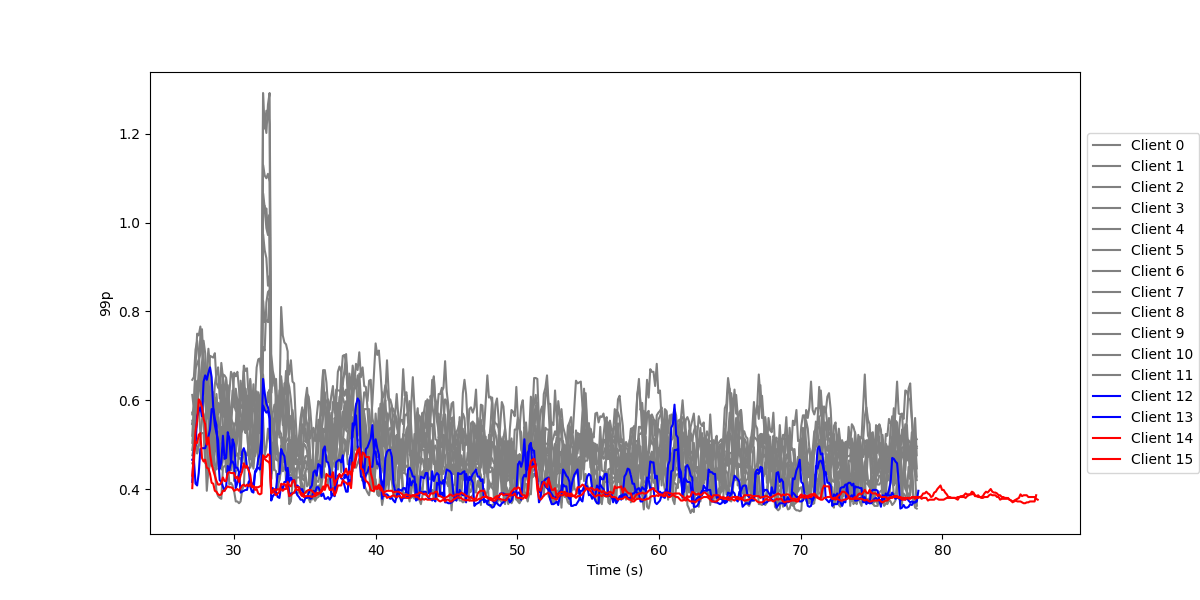 1.2
1.0
0.8
0.6
0.4
99p
30
40
50
60
70
80
Time (s)
Client 0
Client 1
Client 2
Client 3
Client 4
Client 5
Client 6
Client 7
Client 8
Client 9
Client 10
Client 11
Client 12
Client 13
Client 14
Client 15